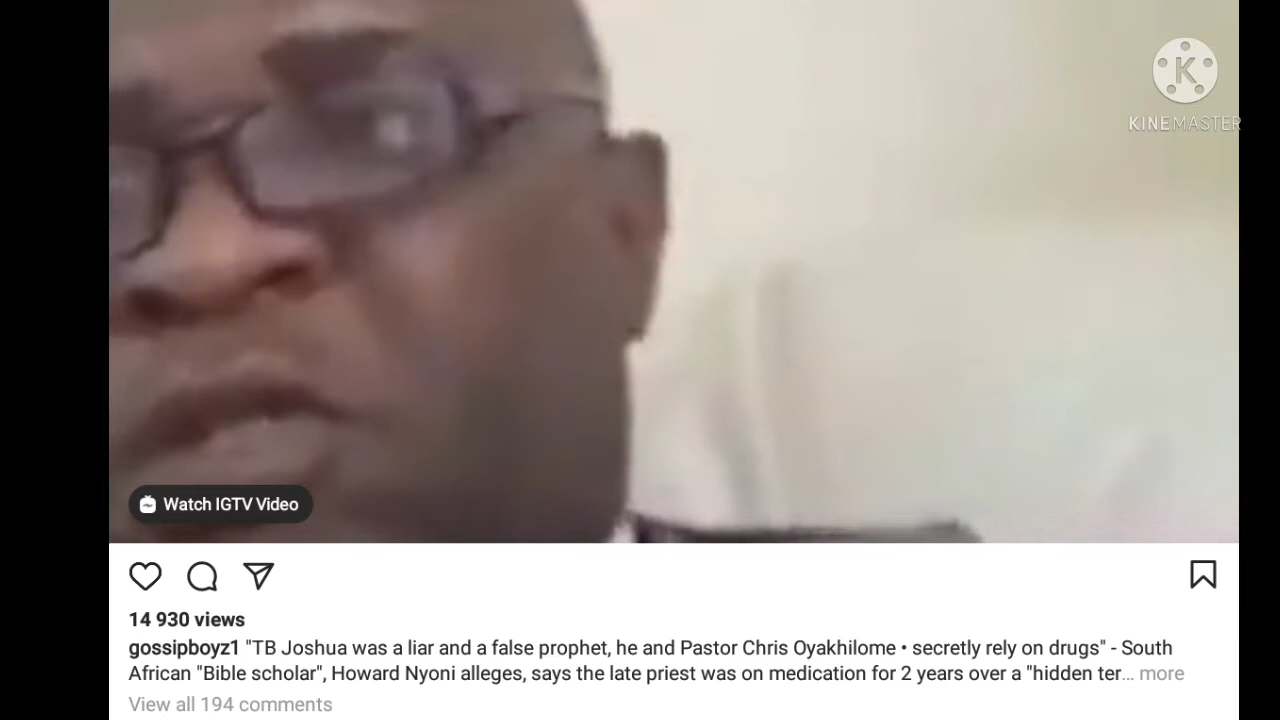 K
KINEMASTER
Watch IGTV Video
14 930 views
gossipboyz1 "TB Joshua was a liar and a false prophet, he and Pastor Chris Oyakhilome • secretly rely on drugs" - South
African "Bible scholar", Howard Nyoni alleges, says the late priest was on medication for 2 years over a "hidden ter... more
View all 194 comments